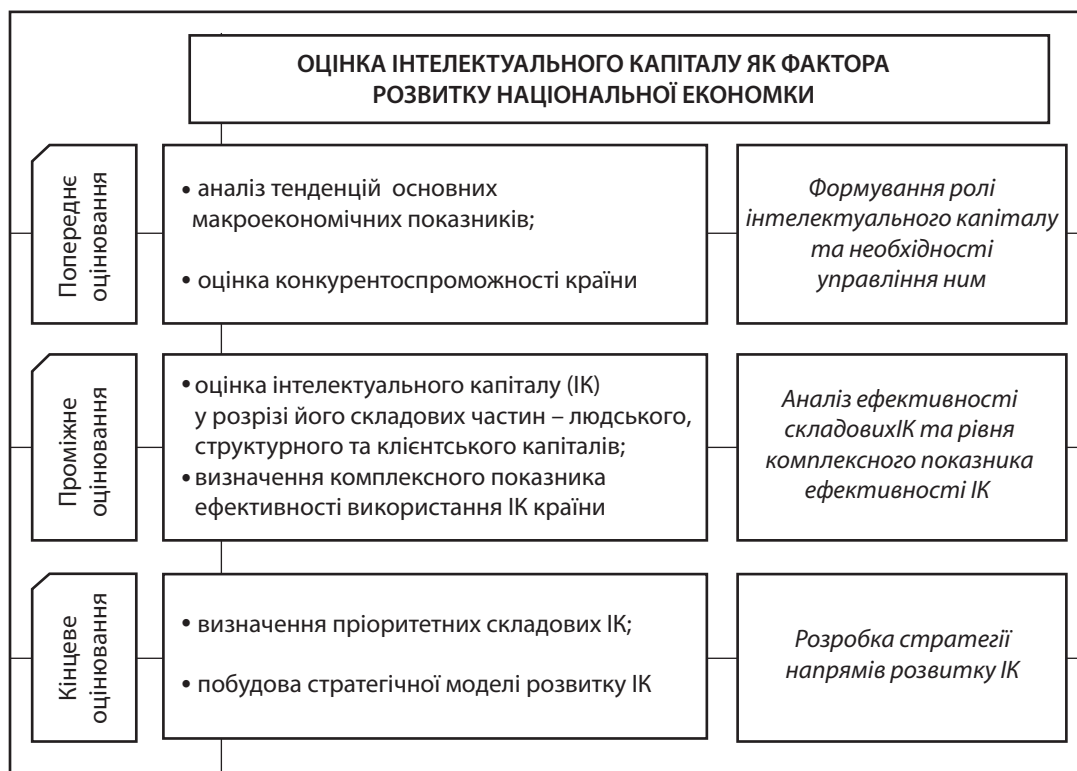 ОЦІНКА ІНТЕЛЕКТУАЛЬНОГО КАПІТАЛУ ЯК ФАКТОРА
РОЗВИТКУ НАЦІОНАЛЬНОЇ ЕКОНОМКИ
Попереднє
оцінювання
• аналіз тенденцій основних
макроекономічних показників;
• оцінка конкурентоспроможності країни
Формування ролі
інтелектуального капіталу
та необхідності
управління ним
Проміжне
оцінювання
• оцінка інтелектуального капіталу (ІК)
у розрізі його складових частин – людського,
структурного та клієнтського капіталів;
• визначення комплексного показника
ефективності використання ІК країни
Аналіз ефективності
складовихІК та рівня
комплексного показника
ефективності ІК
Кінцеве
оцінювання
• визначення пріоритетних складових ІК;
• побудова стратегічної моделі розвитку ІК
Розробка стратегії
напрямів розвитку ІК